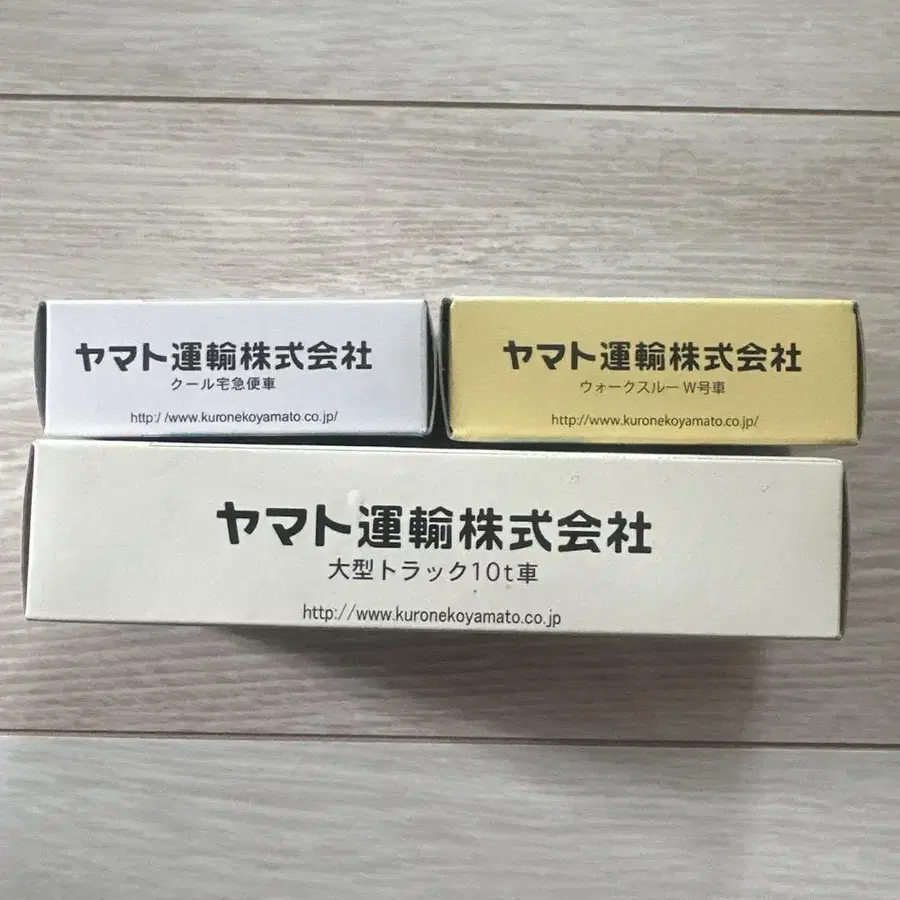 ヤマト運輸株式会社
クール宅急便車
http://www.kuronekoyamato.co.jp/
ヤマト運輸株式会社
ウォークスルーW号車
http://www.kuronekoyamato.co.jp/
ヤマト運輸株式会社
大型トラック10t車
http://www.kuronekoyamato.co.jp